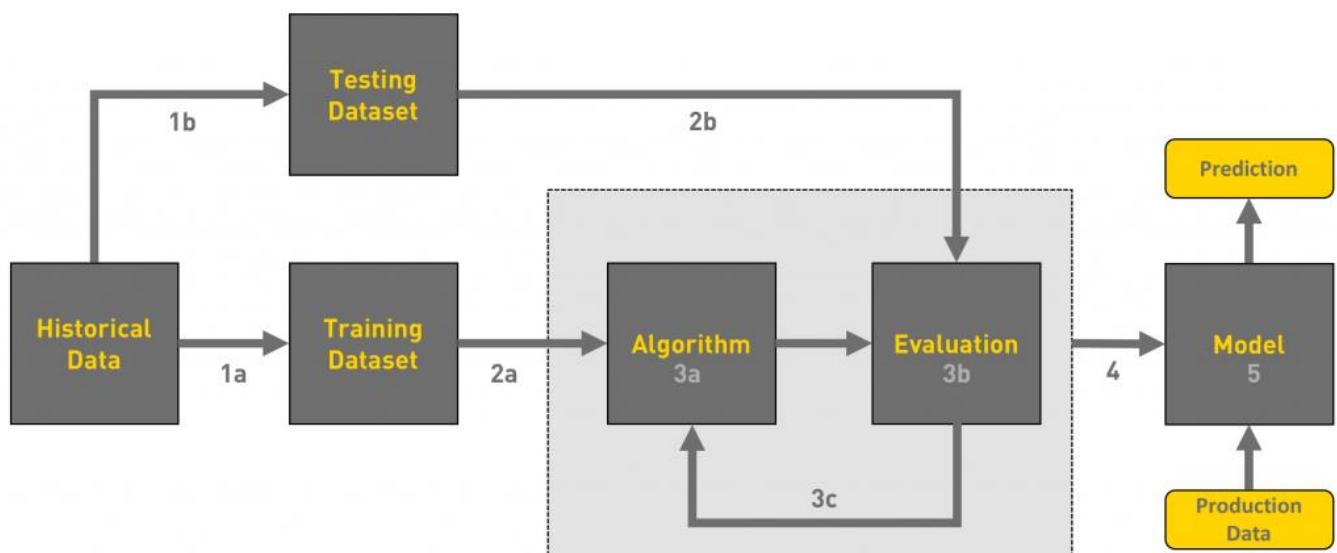 Testing
Dataset
1b
2b
Prediction
Historical
Data
1a
Training
Dataset
2a
Algorithm
3a
Evaluation
3b
4
Model
5
3c
Production
Data